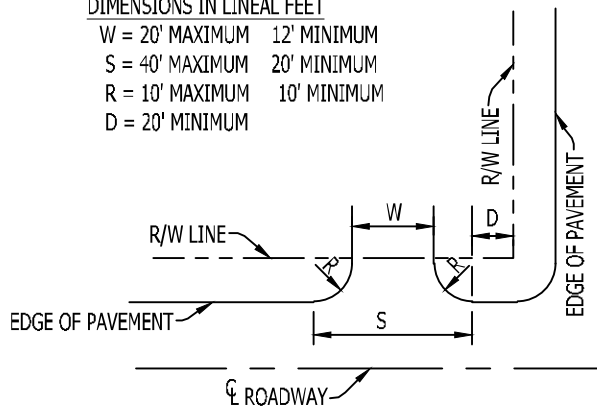 DIMENSIONS IN LINEAL FEET
W = 20' MAXIMUM 12' MINIMUM
S = 40' MAXIMUM 20' MINIMUM
R = 10' MAXIMUM 10' MINIMUM
D = 20' MINIMUM
R/W LINE
EDGE OF PAVEMENT
W
D
R/W LINE
R
R
EDGE OF PAVEMENT
S
℄ ROADWAY